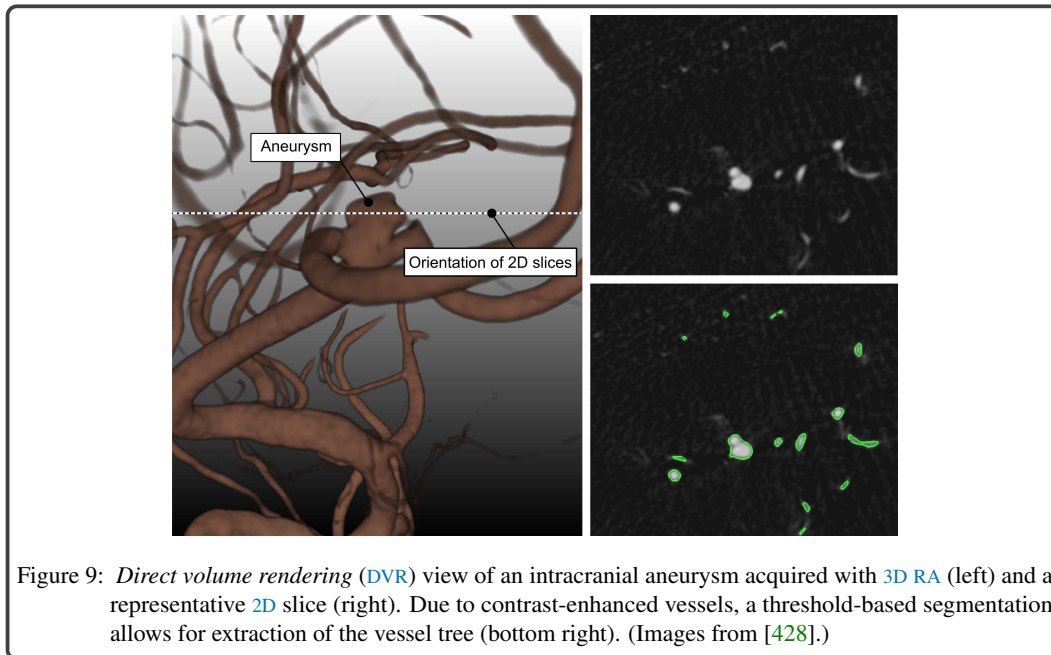 Aneurysm
Orientation of 2D slices
Figure 9: Direct volume rendering (DVR) view of an intracranial aneurysm acquired with 3D RA (left) and a
representative 2D slice (right). Due to contrast-enhanced vessels, a threshold-based segmentation
allows for extraction of the vessel tree (bottom right). (Images from [428].)